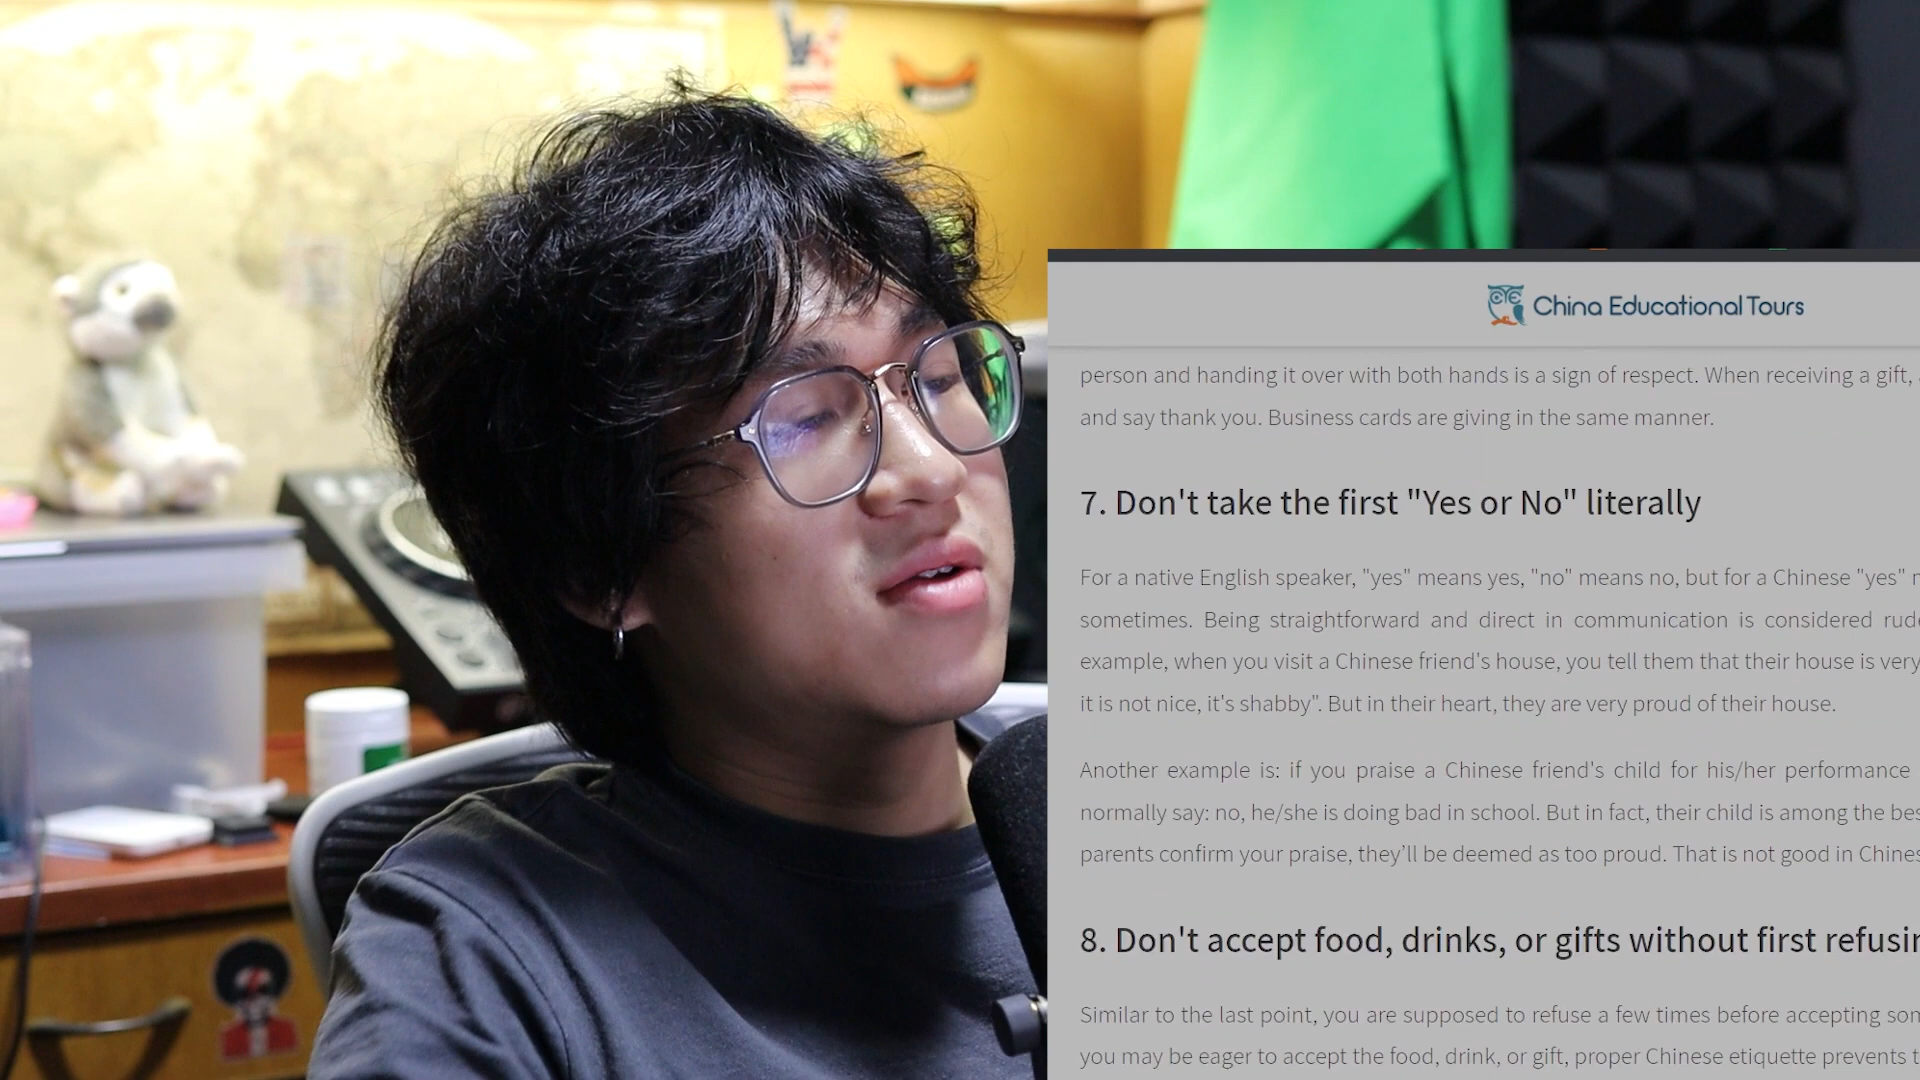 China Educational Tours
person and handing it over with both hands is a sign of respect. When receiving a gift,
and say thank you. Business cards are giving in the same manner.
7. Don't take the first "Yes or No" literally
For a native English speaker, "yes" means yes, "no" means no, but for a Chinese "yes"
sometimes. Being straightforward and direct in communication is considered
example, when you visit a Chinese friend's house, you tell them that their house is very
it is not nice, it's shabby". But in their heart, they are very proud of their house.
Another example is: if you praise a Chinese friend's child for his/her performance
normally say: no, he/she is doing bad in school. But in fact, their child is among the
parents confirm your praise, they’ll be deemed as too proud. That is not good in
8. Don't accept food, drinks, or gifts without first
Similar to the last point, you are supposed to refuse a few times before accepting
you may be eager to accept the food, drink, or gift, proper Chinese etiquette prevents